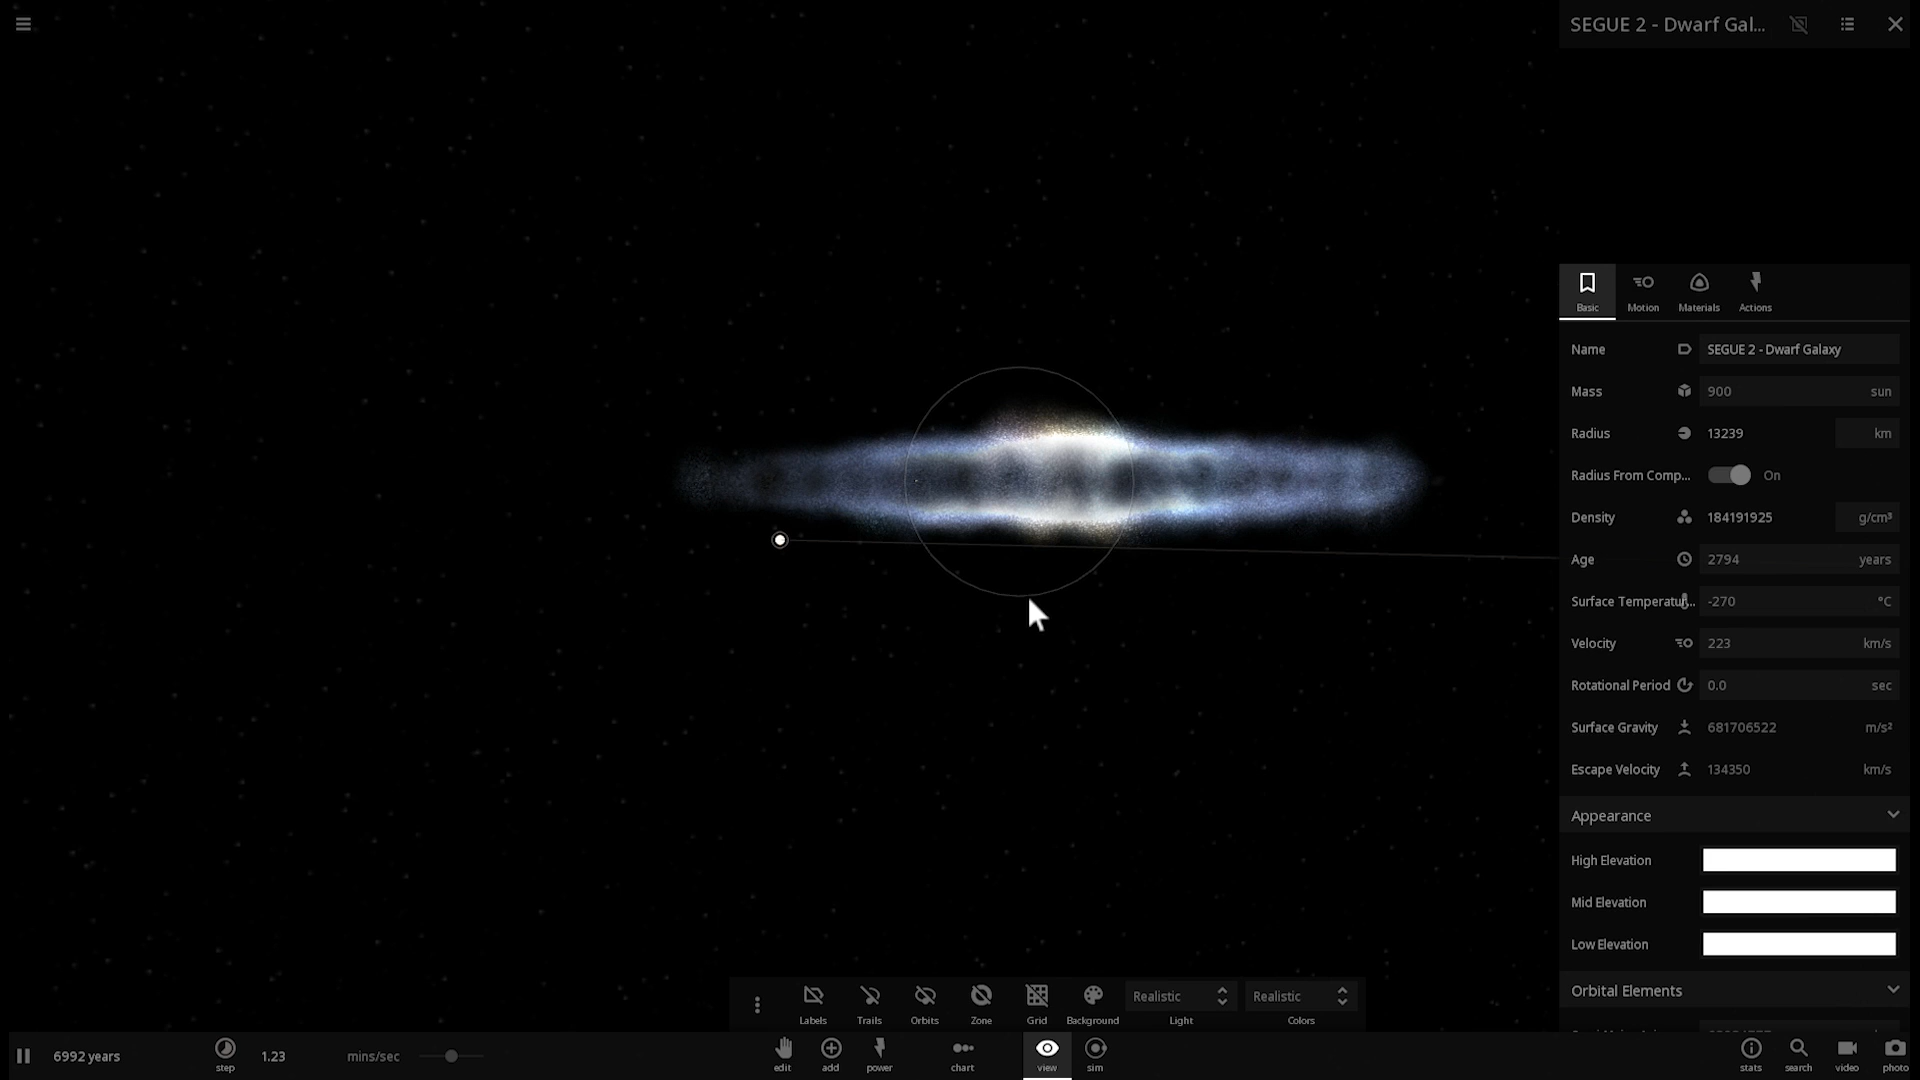 SEGUE 2 - Dwarf Gal...
Basic Motion Materials Actions
Name SEGUE 2 - Dwarf Galaxy
Mass 900 sun
Radius 13239 km
Radius From Comp... On
Density 184191925 g/cm³
Age 2794 years
Surface Temperatur... -270 °C
Velocity 223 km/s
Rotational Period 0.0 sec
Surface Gravity 681706522 m/s²
Escape Velocity 134350 km/s
Appearance
High Elevation
Mid Elevation
Low Elevation
Orbital Elements
Realistic Realistic
Labels Trails Orbits Zone Grid Background Light Colors
6992 years step 1.23 mins/sec edit add power chart view sim stats search video photo